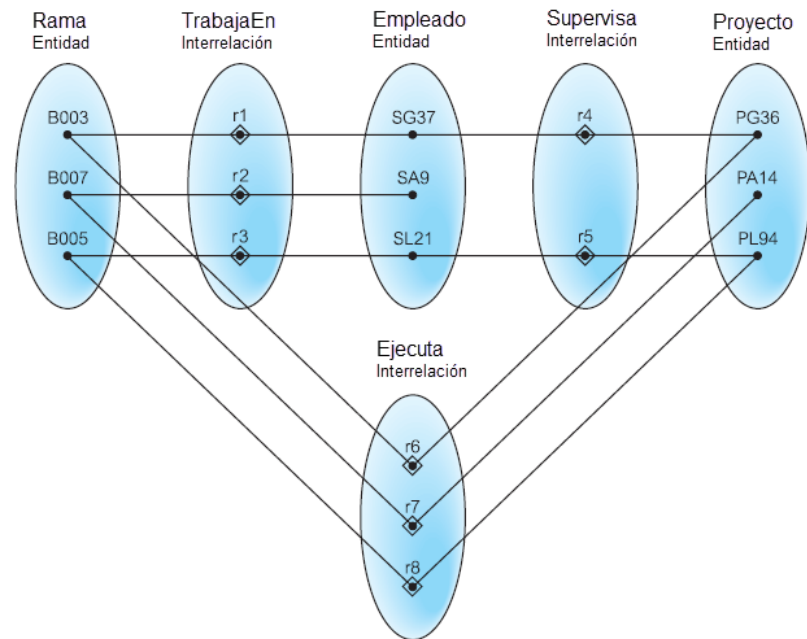 Rama
Entidad
TrabajaEn
Interrelación
Empleado
Entidad
Supervisa
Interrelación
Proyecto
Entidad
B003
r1
SG37
r4
PG36
B007
r2
SA9
PA14
B005
r3
SL21
r5
PL94
Ejecuta
Interrelación
r6
r7
r8